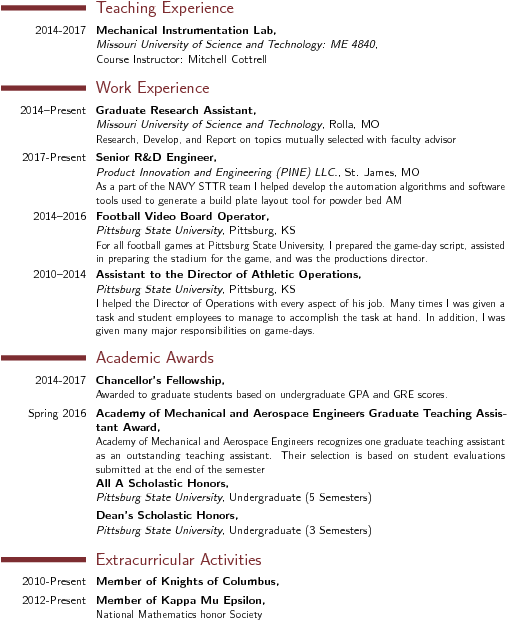 Teaching Experience
2014-2017 Mechanical Instrumentation Lab,
Missouri University of Science and Technology: ME 4840,
Course Instructor: Mitchell Cottrell
Work Experience
2014–Present Graduate Research Assistant,
Missouri University of Science and Technology, Rolla, MO
Research, Develop, and Report on topics mutually selected with faculty advisor
2017-Present Senior R&D Engineer,
Product Innovation and Engineering (PINE) LLC., St. James, MO
As a part of the NAVY STTR team I helped develop the automation algorithms and software
tools used to generate a build plate layout tool for powder bed AM
2014–2016 Football Video Board Operator,
Pittsburg State University, Pittsburg, KS
For all football games at Pittsburg State University, I prepared the game-day script, assisted
in preparing the stadium for the game, and was the productions director.
2010–2014 Assistant to the Director of Athletic Operations,
Pittsburg State University, Pittsburg, KS
I helped the Director of Operations with every aspect of his job. Many times I was given a
task and student employees to manage to accomplish the task at hand. In addition, I was
given many major responsibilities on game-days.
Academic Awards
2014-2017 Chancellor's Fellowship,
Awarded to graduate students based on undergraduate GPA and GRE scores.
Spring 2016 Academy of Mechanical and Aerospace Engineers Graduate Teaching Assis-
tant Award,
Academy of Mechanical and Aerospace Engineers recognizes one graduate teaching assistant
as an outstanding teaching assistant. Their selection is based on student evaluations
submitted at the end of the semester
All A Scholastic Honors,
Pittsburg State University, Undergraduate (5 Semesters)
Dean's Scholastic Honors,
Pittsburg State University, Undergraduate (3 Semesters)
Extracurricular Activities
2010-Present Member of Knights of Columbus,
2012-Present Member of Kappa Mu Epsilon,
National Mathematics honor Society